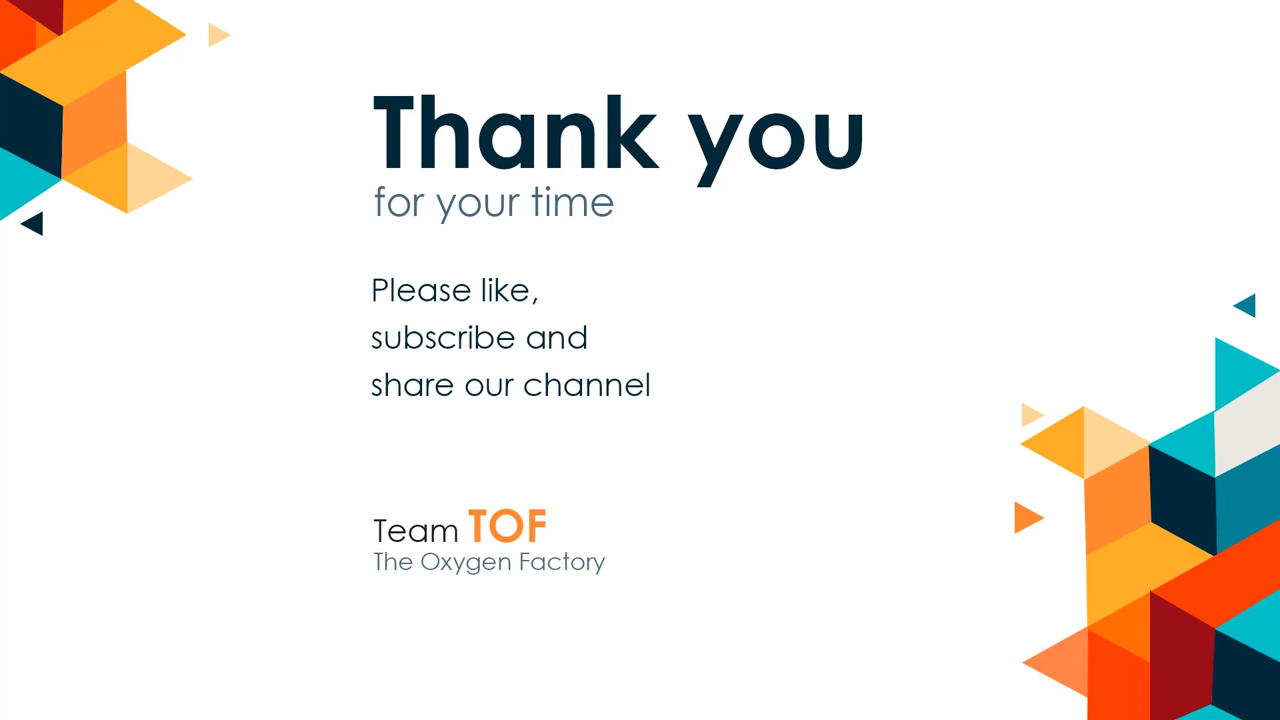 Thank you
for your time
Please like,
subscribe and
share our channel
Team TOF
The Oxygen Factory